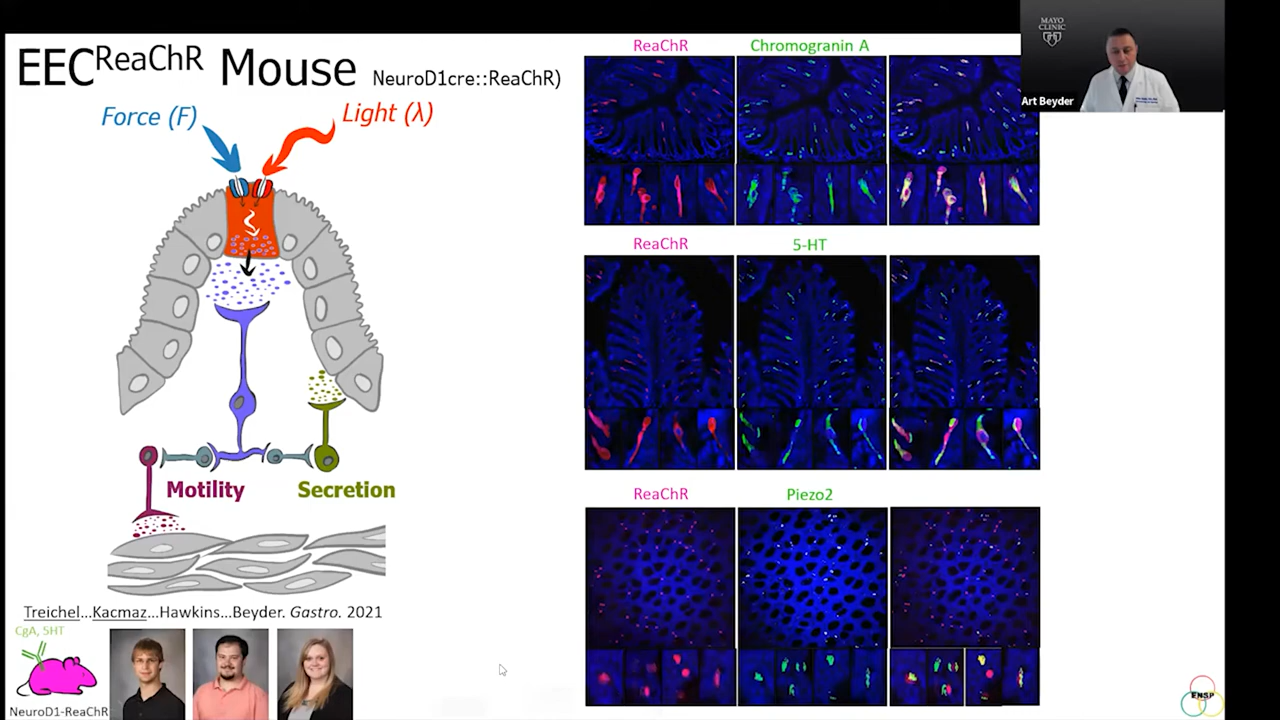 EEC^ReaChR Mouse NeuroD1cre::ReaChR)
Force (F)
Light (λ)
Motility
Secretion
Treichel...Kacmaz...Hawkins...Beyder. Gastro. 2021
CgA, 5HT
NeuroD1-ReaChR
ReaChR
Chromogranin A
ReaChR
5-HT
ReaChR
Piezo2
MAYO
CLINIC
Art Beyder
ENSP